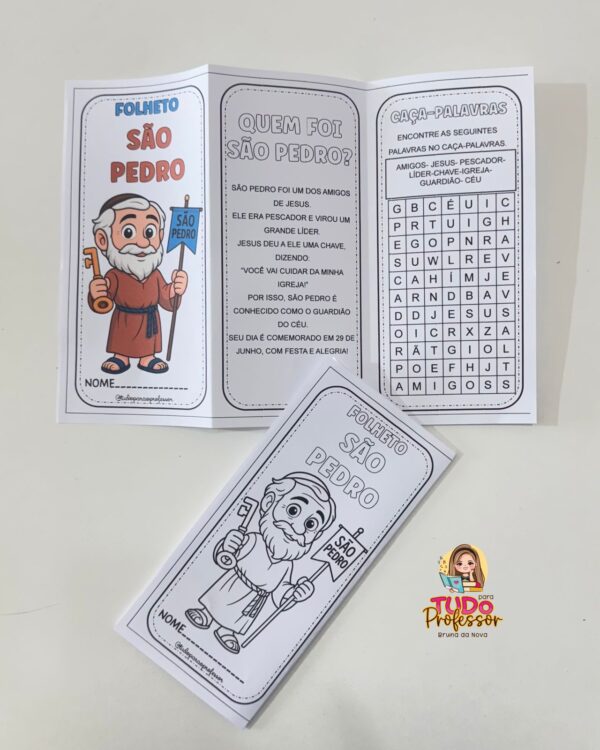 FOLHETO
SÃO
PEDRO
SÃO
PEDRO
NOME
@tudoparaoprofessor
QUEM FOI
SÃO PEDRO?
SÃO PEDRO FOI UM DOS AMIGOS
DE JESUS.
ELE ERA PESCADOR E VIROU UM
GRANDE LÍDER.
JESUS DEU A ELE UMA CHAVE,
DIZENDO:
"VOCÊ VAI CUIDAR DA MINHA
IGREJA!"
POR ISSO, SÃO PEDRO É
CONHECIDO COMO O GUARDIÃO
DO CÉU.
SEU DIA É COMEMORADO EM 29 DE
JUNHO, COM FESTA E ALEGRIA!
CAÇA-PALAVRAS
ENCONTRE AS SEGUINTES
PALAVRAS NO CAÇA-PALAVRAS.
AMIGOS- JESUS- PESCADOR-
LÍDER-CHAVE-IGREJA-
GUARDIÃO- CÉU
G B C É U I C
P R T U I G H
E G O P N R A
S U W L R E V
C A H Í M J E
A R N D B A V
D D J E S U S
O I C R X Z A
R Ã T G I O L
P O E F H J T
A M I G O S S
FOLHETO
SÃO
PEDRO
SÃO
PEDRO
NOME
@tudoparaoprofessor
TUDO para
Professor
Bruna da Nova